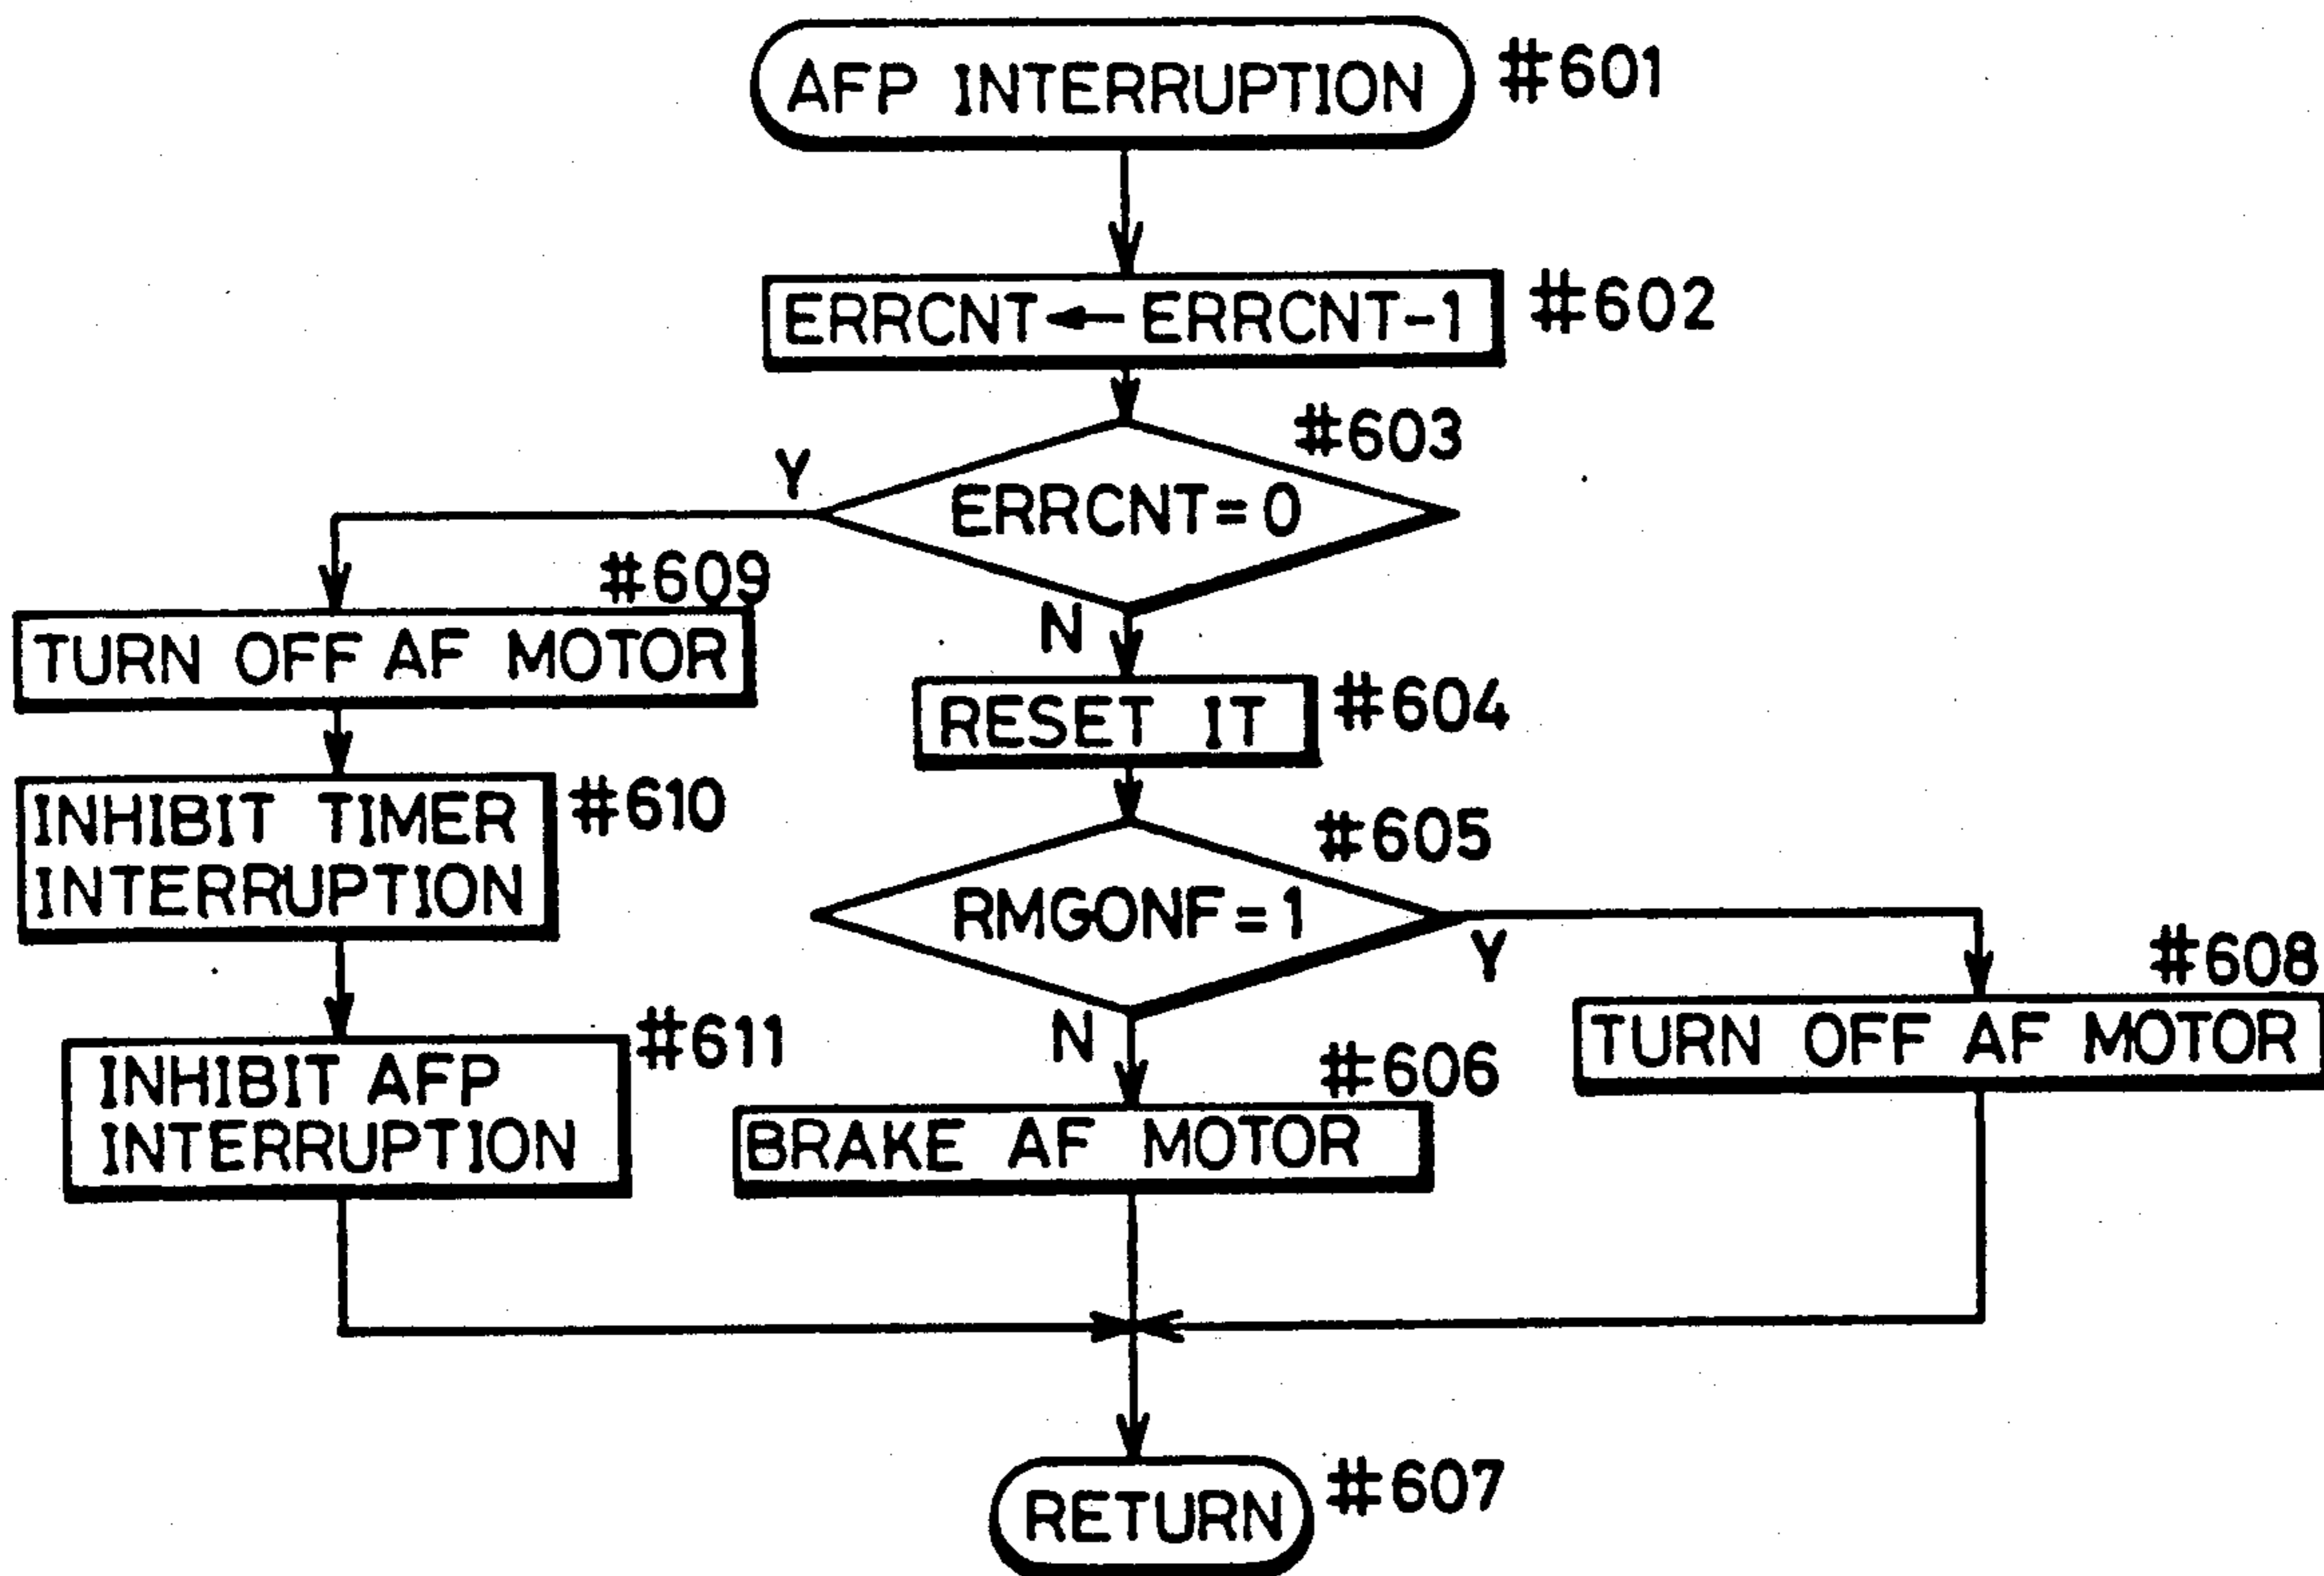 AFP INTERRUPTION #601
ERRCNT ← ERRCNT-1 #602
#603
Y
ERRCNT=0
N
#609
TURN OFF AF MOTOR
RESET IT #604
INHIBIT TIMER
INTERRUPTION
#610
#605
RMGONF=1
Y
N
#608
TURN OFF AF MOTOR
INHIBIT AFP
INTERRUPTION
#611
#606
BRAKE AF MOTOR
RETURN #607